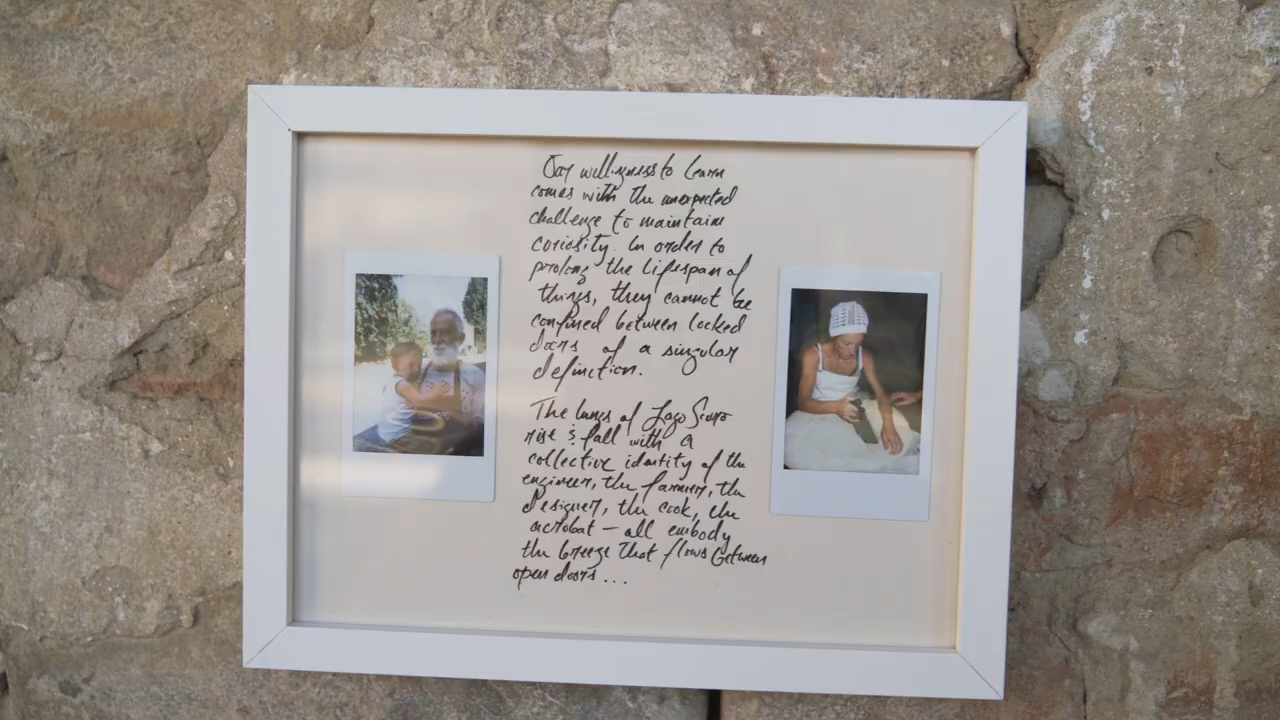 Our willingness to learn
comes with the unexpected
challenge to maintain
curiosity. In order to
prolong the lifespan of
things, they cannot be
confined between locked
doors of a singular
definition.
The lungs of Lago Scuro
rise & fall with a
collective identity of the
engineer, the farmer, the
designer, the cook, the
acrobat — all embody
the breeze that flows between
open doors...